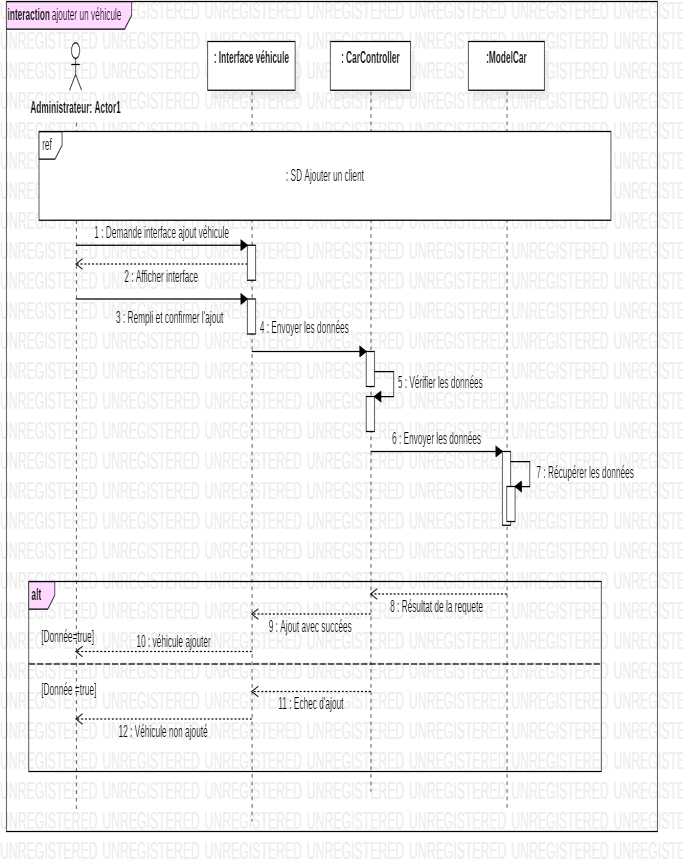 interaction ajouter un véhicule
: Interface véhicule
: CarController
:ModelCar
Administrateur: Actor1
ref
: SD Ajouter un client
1 : Demande interface ajout véhicule
2 : Afficher interface
3 : Rempli et confirmer l'ajout
4 : Envoyer les données
5 : Vérifier les données
6 : Envoyer les données
7 : Récupérer les données
alt
8 : Résultat de la requete
9 : Ajout avec succées
[Donnée=true]
10 : véhicule ajouter
[Donnée =true]
11 : Echec d'ajout
12 : Véhicule non ajouté
UNREGISTERED